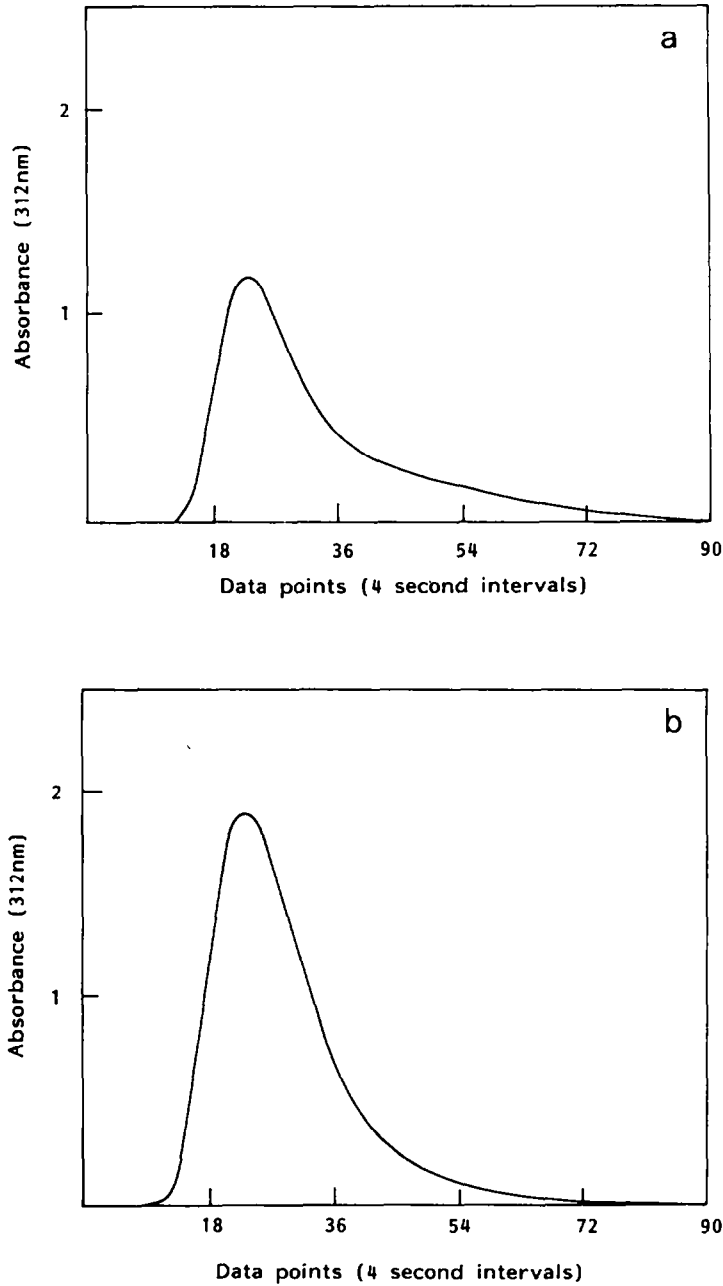 a
2
1
Absorbance (312nm)
18 36 54 72 90
Data points (4 second intervals)
b
2
1
Absorbance (312nm)
18 36 54 72 90
Data points (4 second intervals)